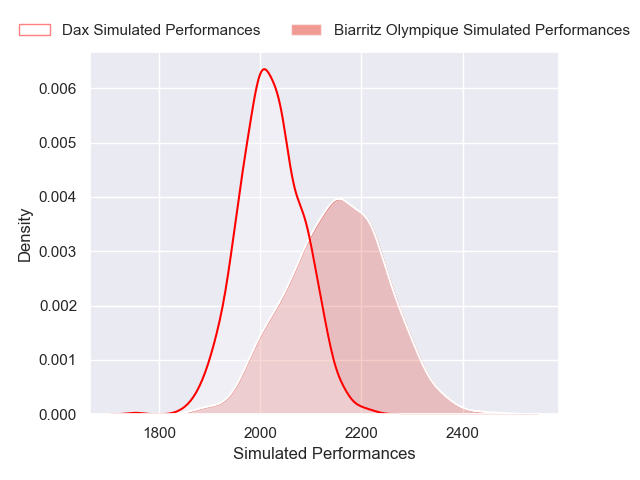 Dax Simulated Performances
Biarritz Olympique Simulated Performances
0.006
0.005
0.004
0.003
0.002
0.001
0.000
Density
1800
2000
2200
2400
Simulated Performances